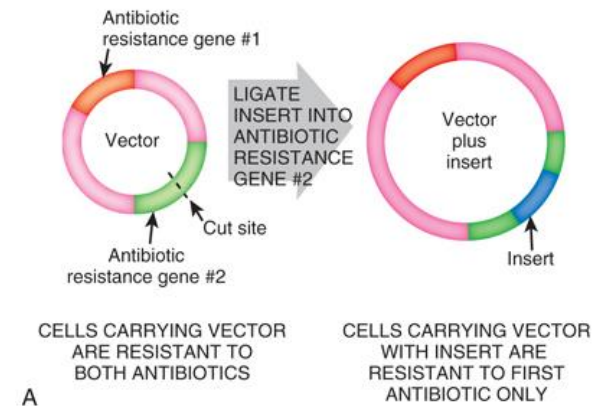 Antibiotic
resistance gene #1
Vector
Cut site
Antibiotic
resistance gene #2
LIGATE
INSERT INTO
ANTIBIOTIC
RESISTANCE
GENE #2
Vector
plus
insert
Insert
CELLS CARRYING VECTOR
ARE RESISTANT TO
BOTH ANTIBIOTICS
CELLS CARRYING VECTOR
WITH INSERT ARE
RESISTANT TO FIRST
ANTIBIOTIC ONLY
A